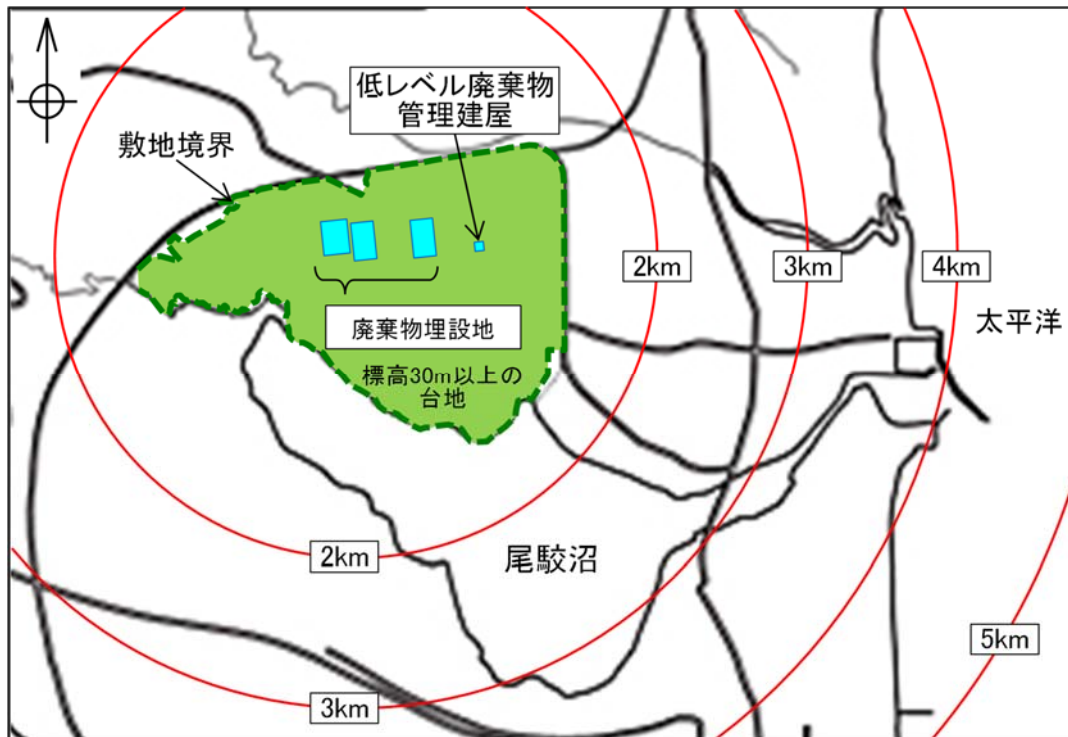 低レベル廃棄物
管理建屋
敷地境界
2km
3km
4km
太平洋
廃棄物埋設地
標高30m以上の
台地
2km
尾駮沼
5km
3km